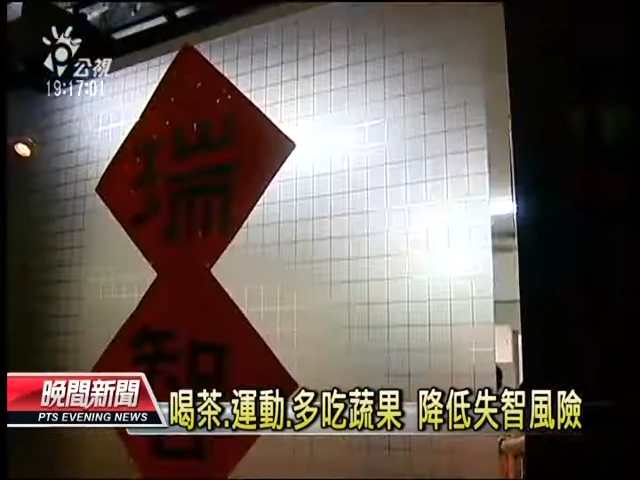 公視
19:17:01
瑞
智
晚間新聞
PTS EVENING NEWS
喝茶.運動.多吃蔬果 降低失智風險